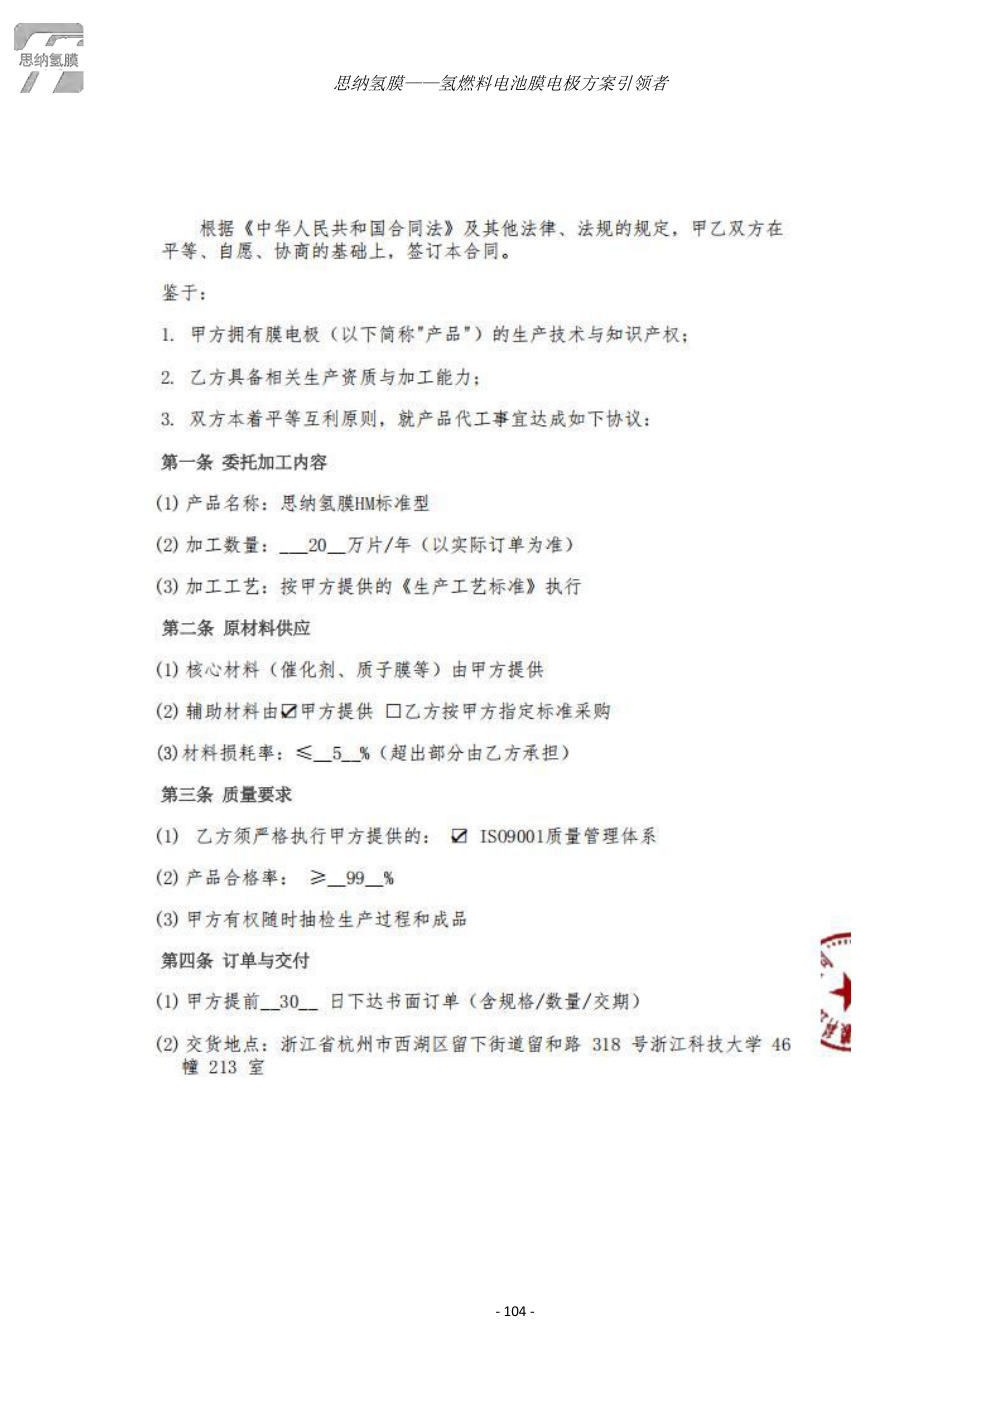 思纳氢膜
思纳氢膜——氢燃料电池膜电极方案引领者
根据《中华人民共和国合同法》及其他法律、法规的规定，甲乙双方在
平等、自愿、协商的基础上，签订本合同。
鉴于：
1. 甲方拥有膜电极（以下简称"产品"）的生产技术与知识产权；
2. 乙方具备相关生产资质与加工能力；
3. 双方本着平等互利原则，就产品代工事宜达成如下协议：
第一条 委托加工内容
(1) 产品名称：思纳氢膜HM标准型
(2) 加工数量：___20__万片/年（以实际订单为准）
(3) 加工工艺：按甲方提供的《生产工艺标准》执行
第二条 原材料供应
(1) 核心材料（催化剂、质子膜等）由甲方提供
(2) 辅助材料由☑甲方提供 □乙方按甲方指定标准采购
(3) 材料损耗率：≤__5__%（超出部分由乙方承担）
第三条 质量要求
(1) 乙方须严格执行甲方提供的： ☑ ISO9001质量管理体系
(2) 产品合格率： ≥__99__%
(3) 甲方有权随时抽检生产过程和成品
第四条 订单与交付
(1) 甲方提前__30__ 日下达书面订单（含规格/数量/交期）
(2) 交货地点：浙江省杭州市西湖区留下街道留和路 318 号浙江科技大学 46
幢 213 室
- 104 -